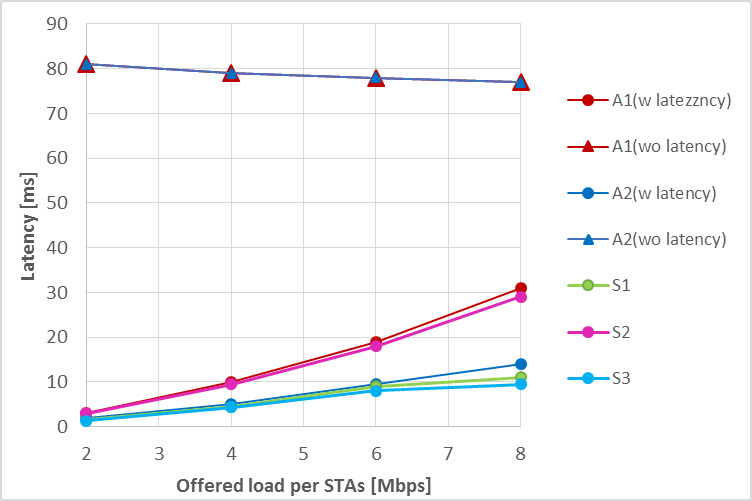 90
80
70
60
50
40
30
20
10
0
Latency [ms]
2 3 4 5 6 7 8
Offered load per STAs [Mbps]
A1(w latezzncy)
A1(wo latency)
A2(w latency)
A2(wo latency)
S1
S2
S3